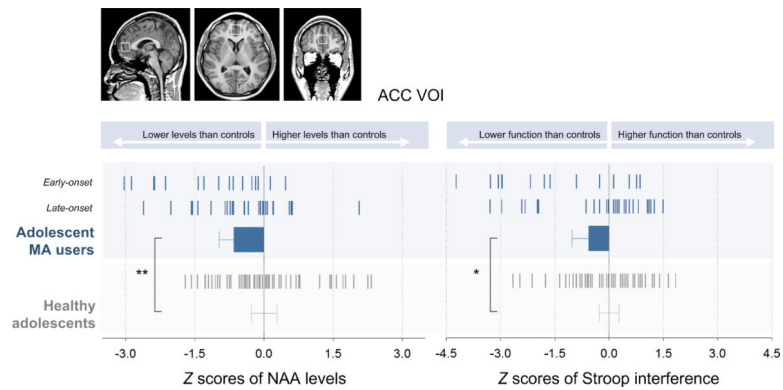 ACC VOI
Lower levels than controls Higher levels than controls
Lower function than controls Higher function than controls
Early-onset
Late-onset
Adolescent
MA users
**
*
Healthy
adolescents
-3.0 -1.5 0.0 1.5 3.0
-4.5 -3.0 -1.5 0.0 1.5 3.0 4.5
Z scores of NAA levels
Z scores of Stroop interference